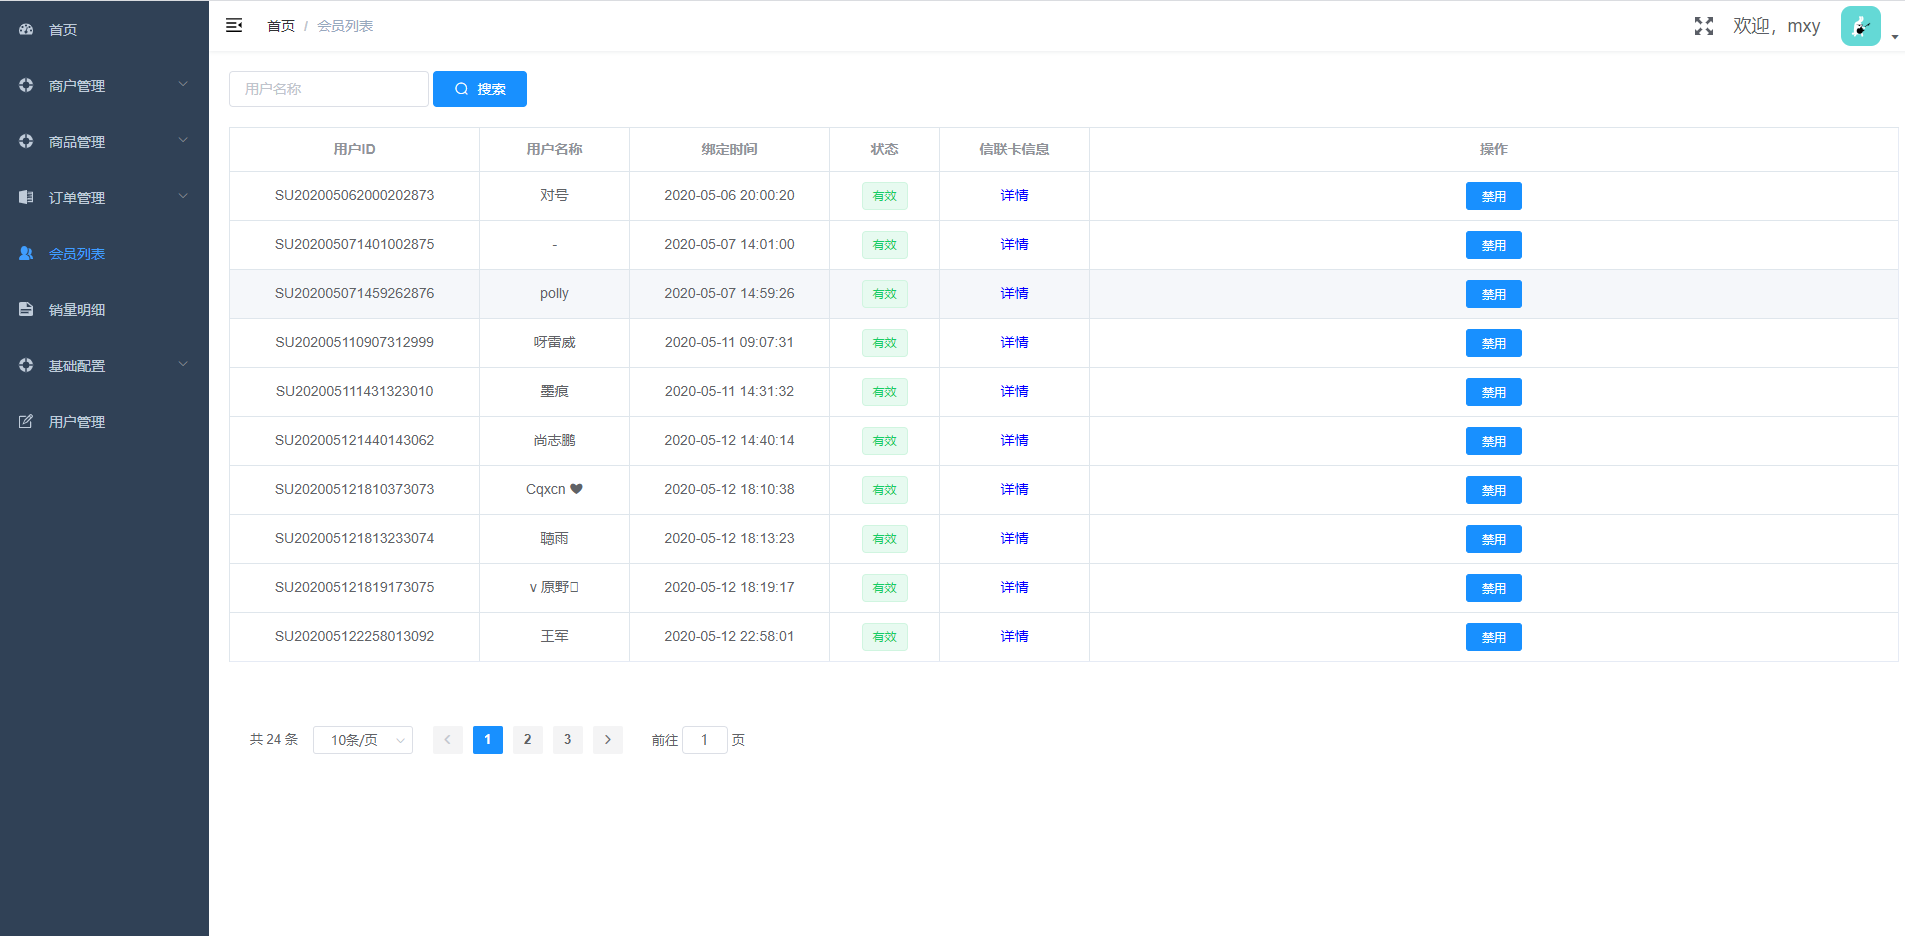 首页
商户管理
商品管理
订单管理
会员列表
销量明细
基础配置
用户管理
首页 / 会员列表
欢迎，mxy
用户名称 搜索
用户ID 用户名称 绑定时间 状态 信联卡信息 操作
SU202005062000202873 对号 2020-05-06 20:00:20 有效 详情 禁用
SU202005071401002875 - 2020-05-07 14:01:00 有效 详情 禁用
SU202005071459262876 polly 2020-05-07 14:59:26 有效 详情 禁用
SU202005110907312999 呀雷威 2020-05-11 09:07:31 有效 详情 禁用
SU202005111431323010 墨痕 2020-05-11 14:31:32 有效 详情 禁用
SU202005121440143062 尚志鹏 2020-05-12 14:40:14 有效 详情 禁用
SU202005121810373073 Cqxcn ❤ 2020-05-12 18:10:38 有效 详情 禁用
SU202005121813233074 聴雨 2020-05-12 18:13:23 有效 详情 禁用
SU202005121819173075 v 原野 2020-05-12 18:19:17 有效 详情 禁用
SU202005122258013092 王军 2020-05-12 22:58:01 有效 详情 禁用
共 24 条 10条/页 1 2 3 前往 1 页